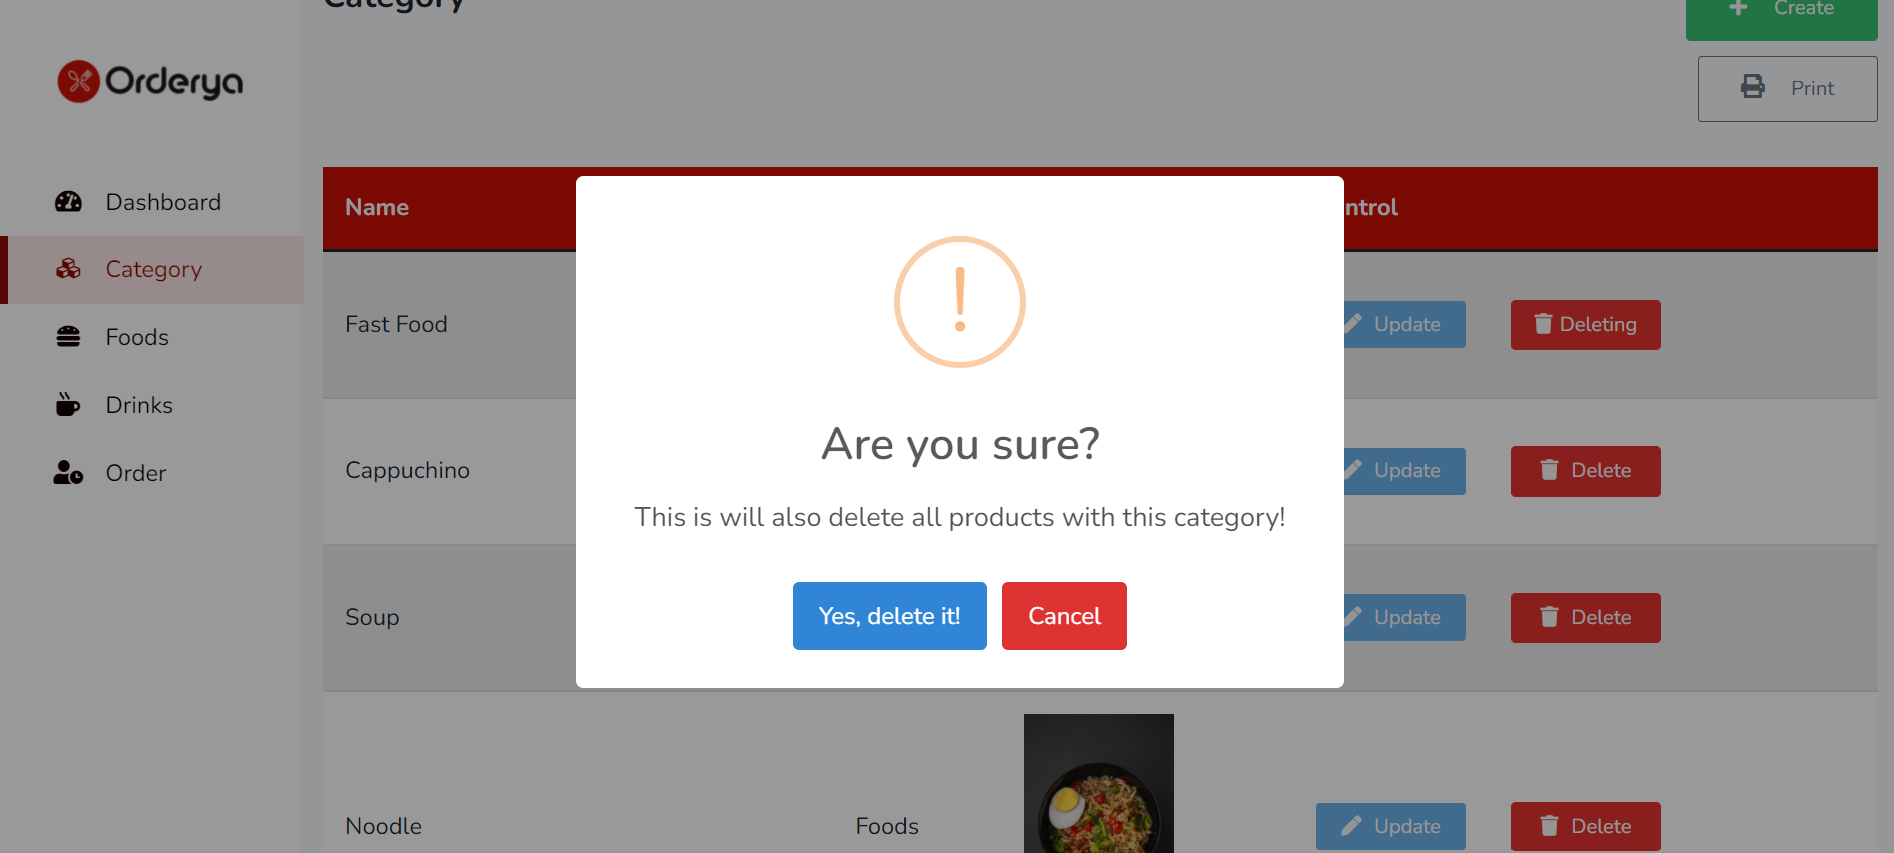 Category
Create
Orderya
Print
Dashboard
Name
ntrol
Category
Fast Food
Update
Deleting
Foods
Drinks
Are you sure?
Cappuchino
Update
Delete
Order
This is will also delete all products with this category!
Soup
Yes, delete it!
Cancel
Update
Delete
Noodle
Foods
Update
Delete